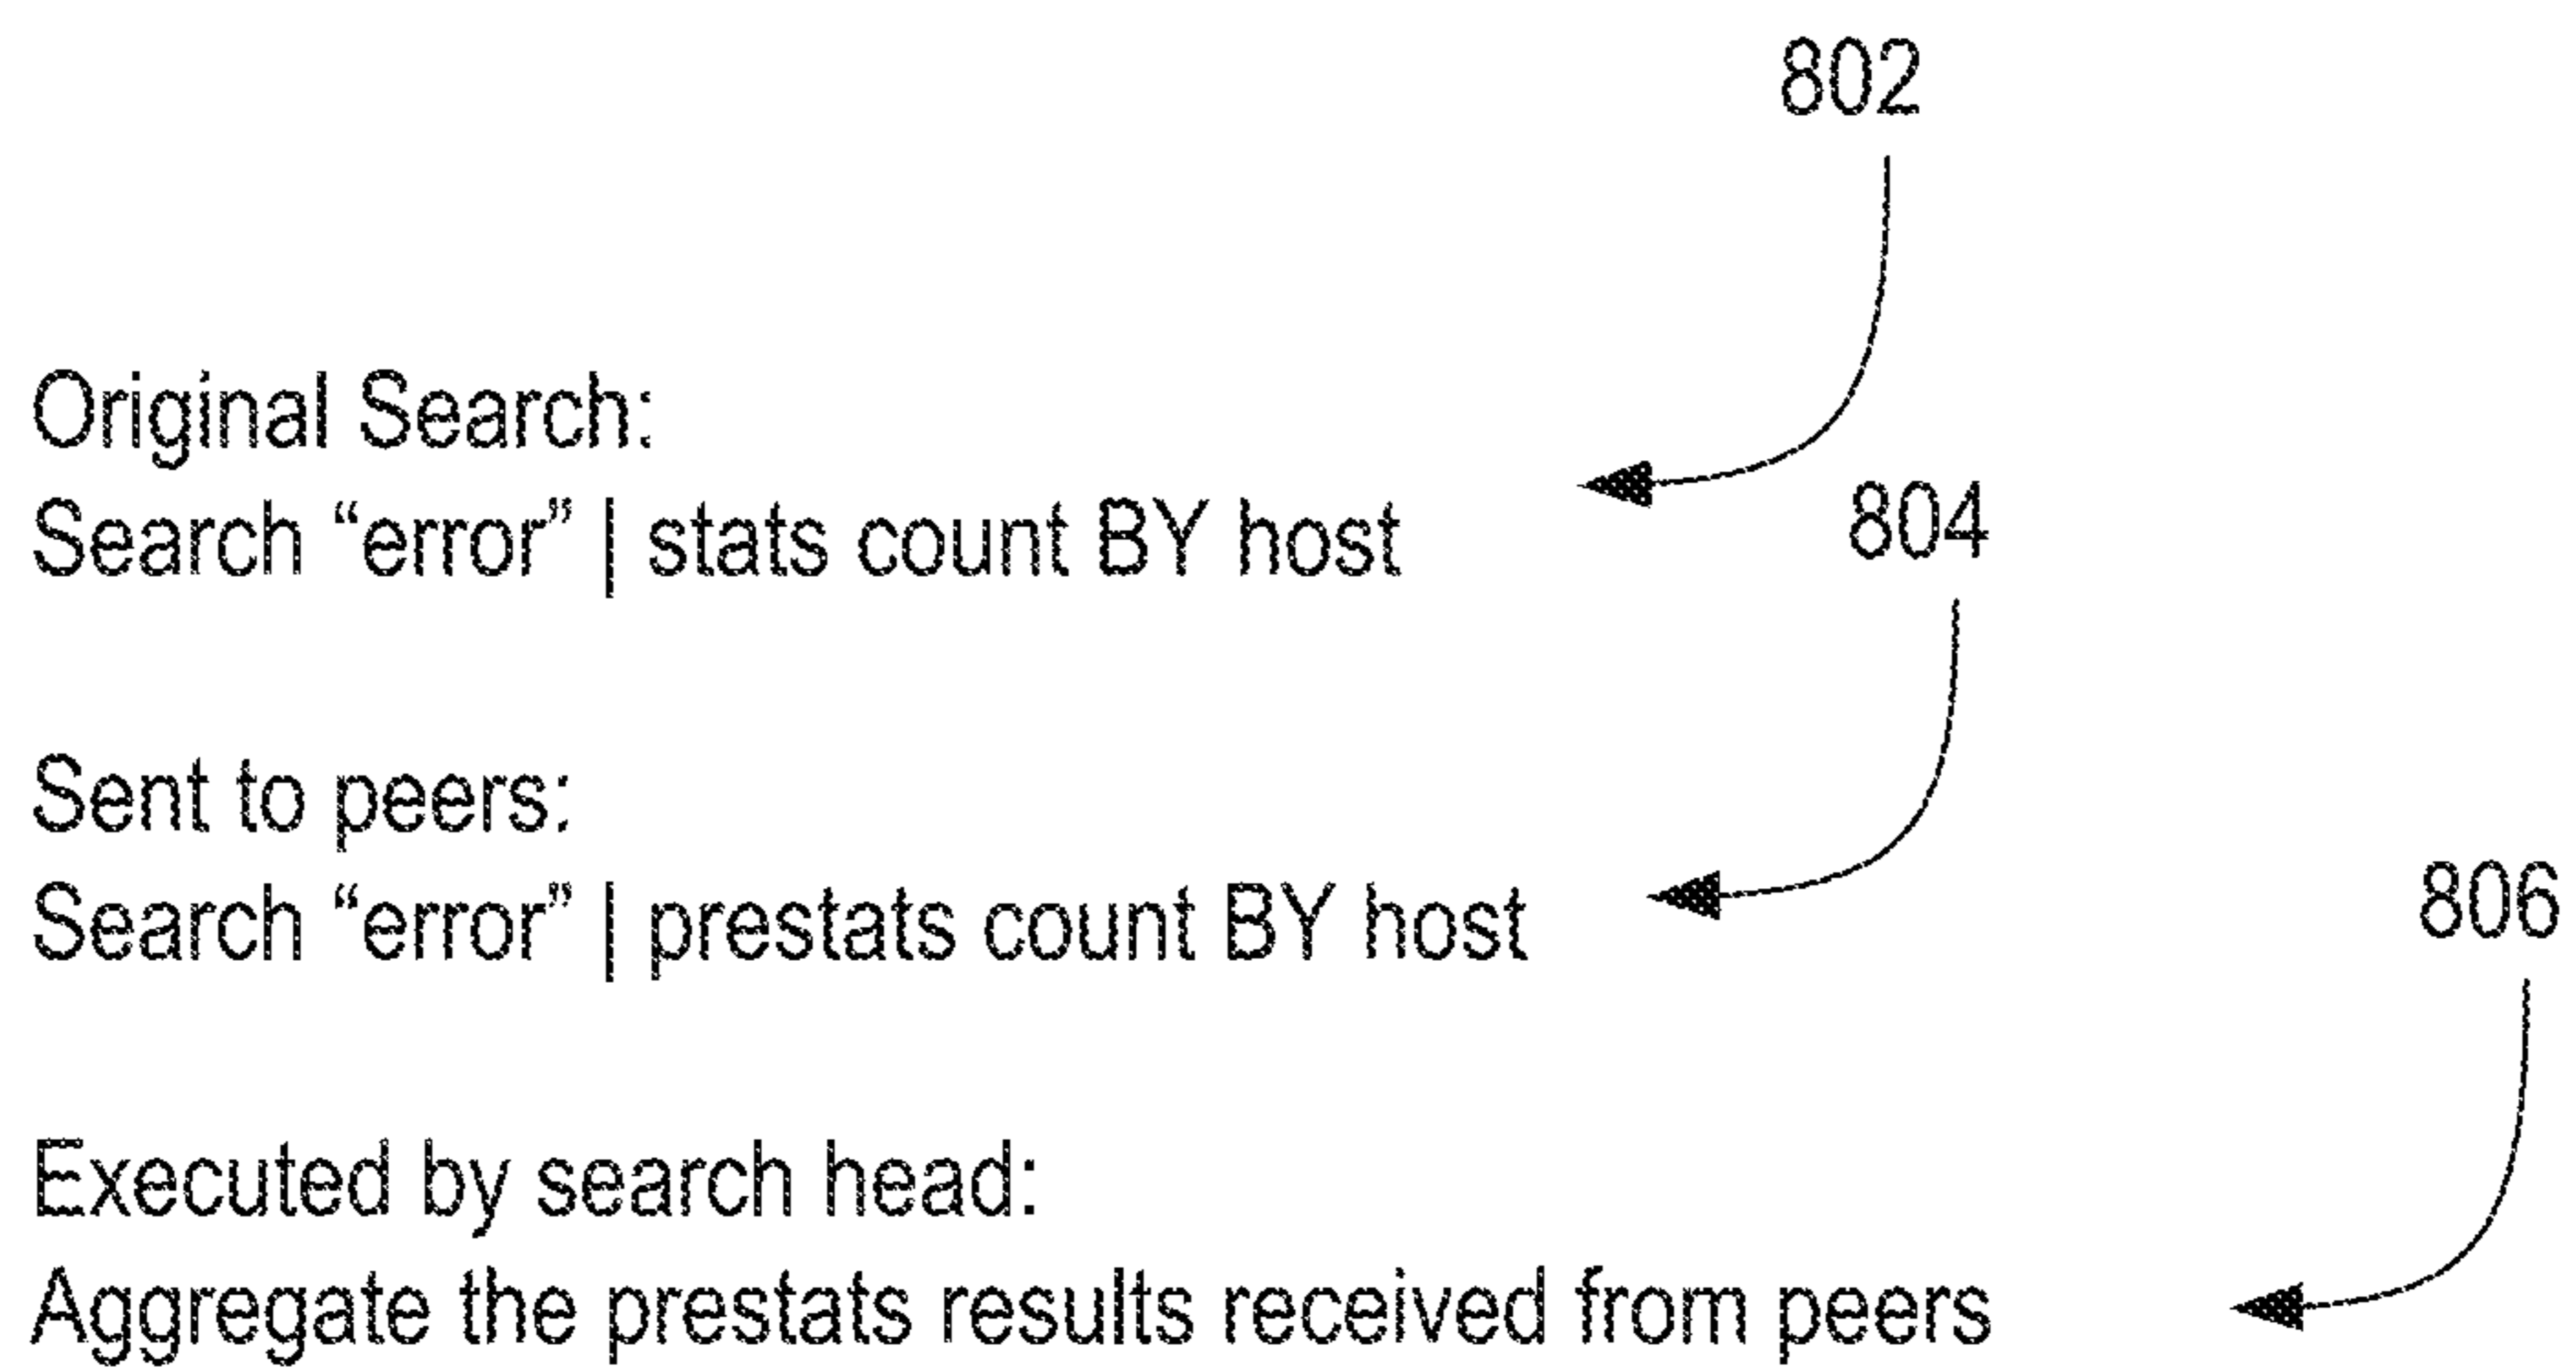 802
Original Search:
Search “error” | stats count BY host
804
Sent to peers:
Search “error” | prestats count BY host
806
Executed by search head:
Aggregate the prestats results received from peers